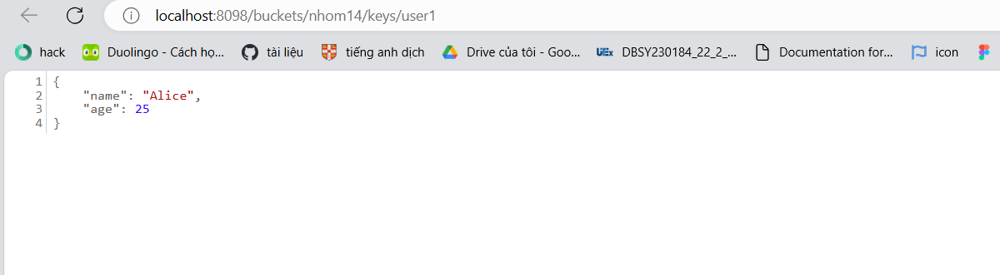 localhost:8098/buckets/nhom14/keys/user1
hack Duolingo - Cách họ... tài liệu tiếng anh dịch Drive của tôi - Goo... UEx DBSY230184_22_2_... Documentation for... icon
1 {
2 "name": "Alice",
3 "age": 25
4 }